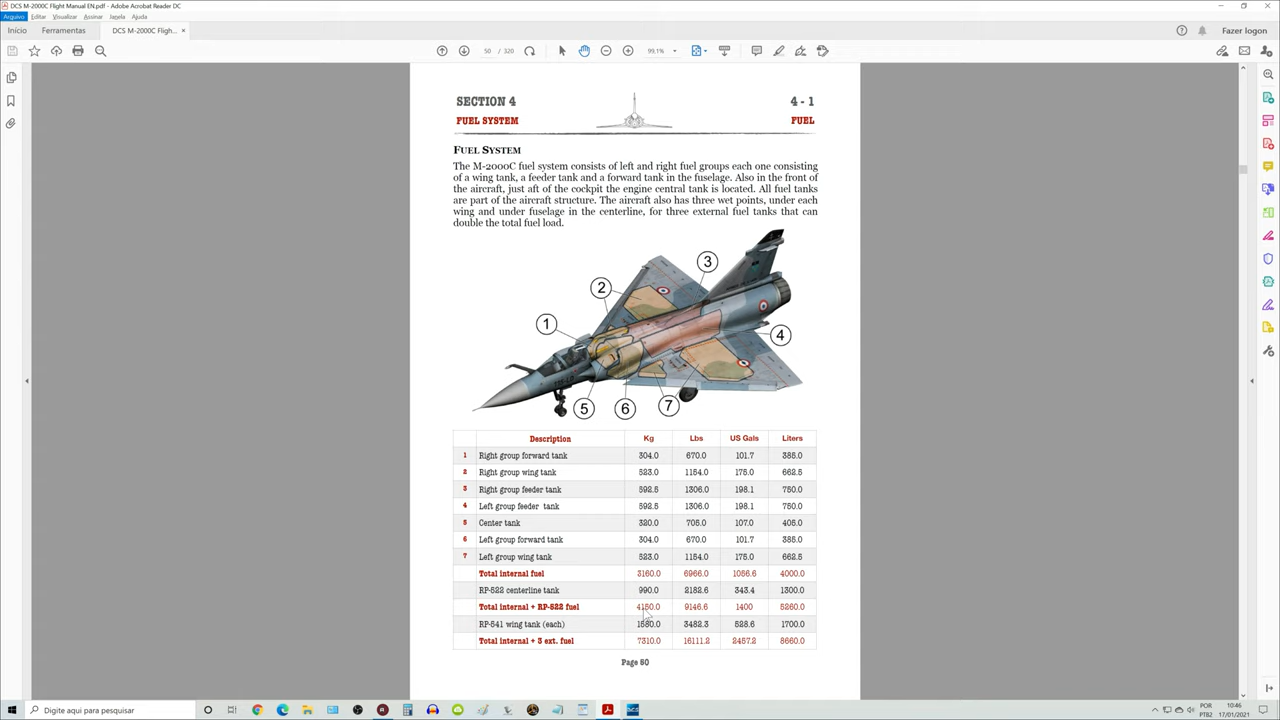 DCS M-2000C Flight Manual EN.pdf - Adobe Acrobat Reader DC
Arquivo Editar Visualizar Assinar Janela Ajuda
Início Ferramentas DCS M-2000C Fligh... ×
Fazer logon
50 / 320 99,1%
SECTION 4 4 - 1
FUEL SYSTEM FUEL
FUEL SYSTEM
The M-2000C fuel system consists of left and right fuel groups each one consisting
of a wing tank, a feeder tank and a forward tank in the fuselage. Also in the front of
the aircraft, just aft of the cockpit the engine central tank is located. All fuel tanks
are part of the aircraft structure. The aircraft also has three wet points, under each
wing and under fuselage in the centerline, for three external fuel tanks that can
double the total fuel load.
3
2
1
4
5 6 7
Description Kg Lbs US Gals Liters
1 Right group forward tank 304.0 670.0 101.7 385.0
2 Right group wing tank 523.0 1154.0 175.0 662.5
3 Right group feeder tank 592.5 1306.0 198.1 750.0
4 Left group feeder tank 592.5 1306.0 198.1 750.0
5 Center tank 320.0 705.0 107.0 405.0
6 Left group forward tank 304.0 670.0 101.7 385.0
7 Left group wing tank 523.0 1154.0 175.0 662.5
Total internal fuel 3160.0 6966.0 1056.6 4000.0
RP-522 centerline tank 990.0 2182.6 343.4 1300.0
Total internal + RP-522 fuel 4150.0 9146.6 1400 5260.0
RP-541 wing tank (each) 1580.0 3482.3 528.6 1700.0
Total internal + 3 ext. fuel 7310.0 16111.2 2457.2 8660.0
Page 50
Digite aqui para pesquisar
POR 10:46
PTB2 17/01/2021